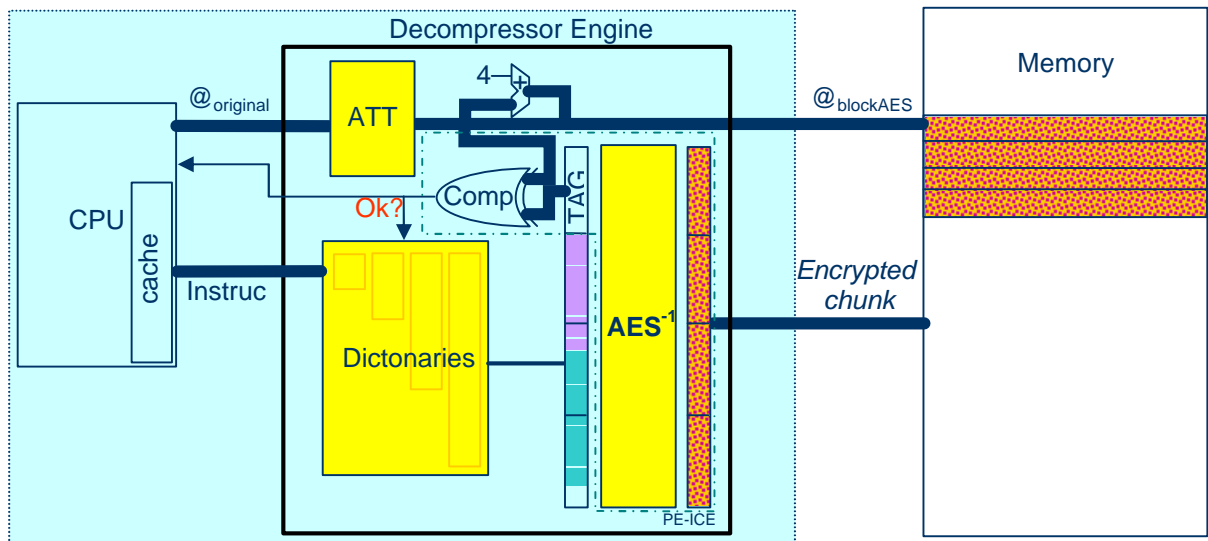 Decompressor Engine
Memory
4
+
@original
ATT
@blockAES
Comp
TAG
CPU
Ok?
cache
Instruc
Encrypted
chunk
AES-1
Dictonaries
PE-ICE